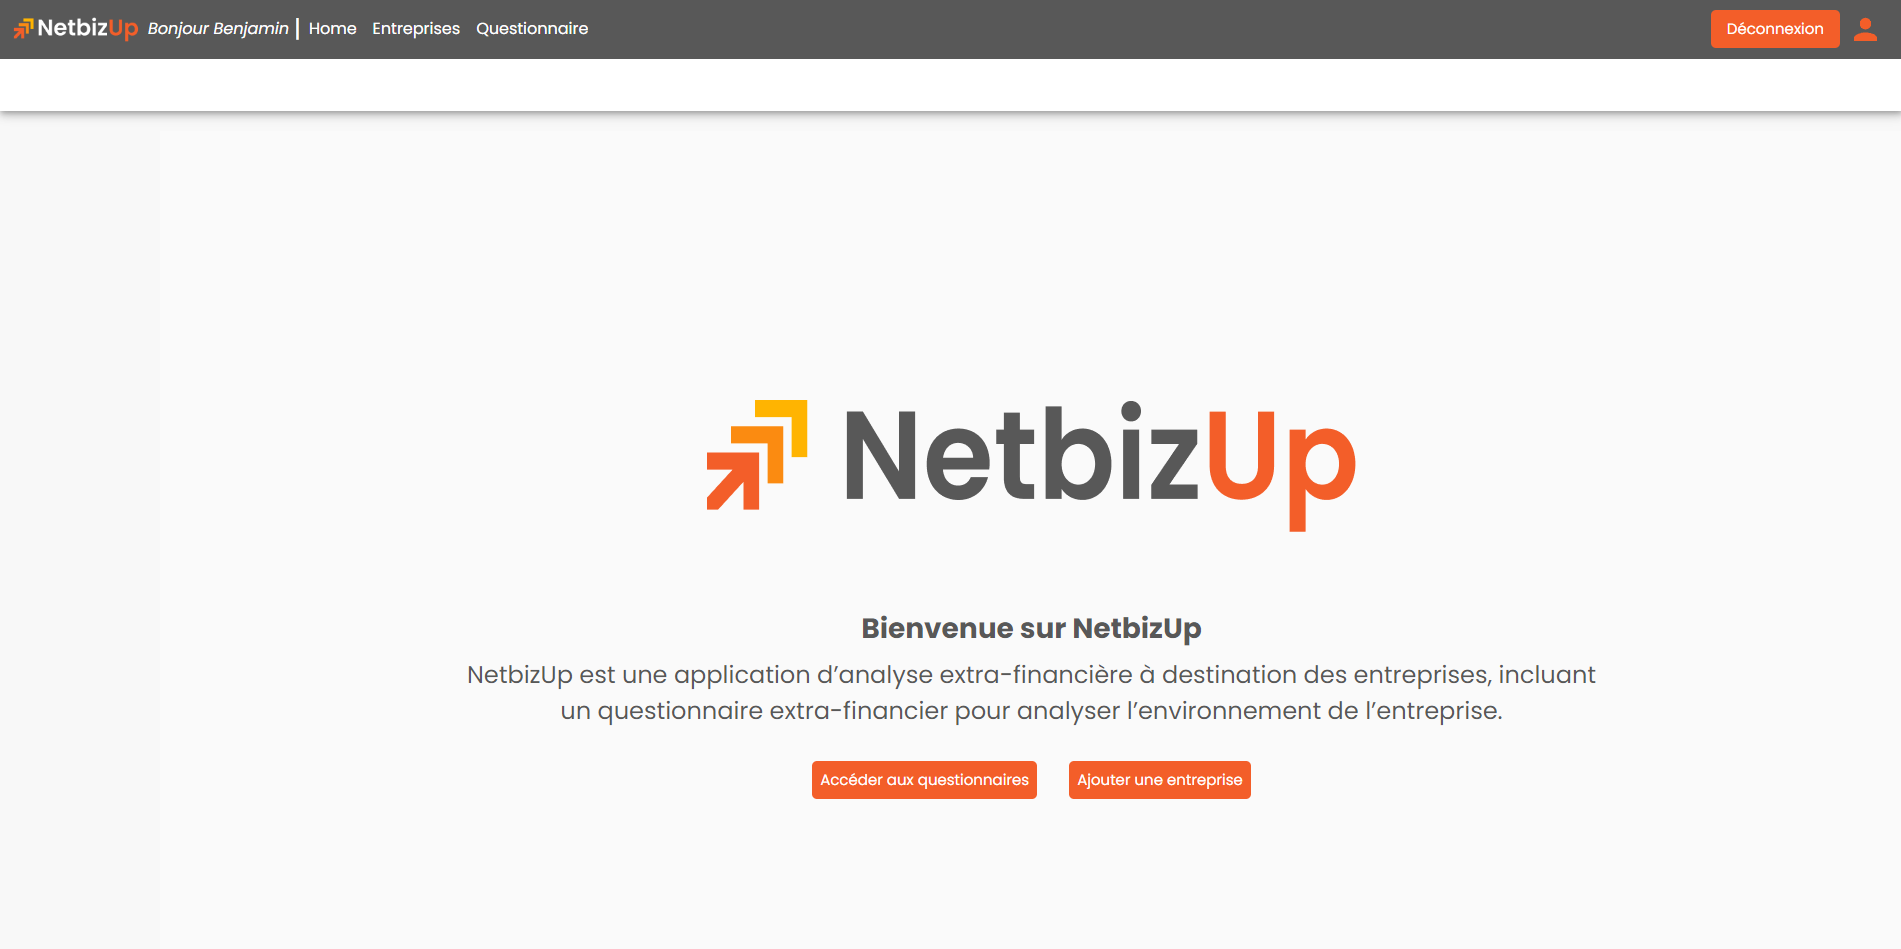 NetbizUp Bonjour Benjamin | Home Entreprises Questionnaire Déconnexion
NetbizUp
Bienvenue sur NetbizUp
NetbizUp est une application d’analyse extra-financière à destination des entreprises, incluant
un questionnaire extra-financier pour analyser l’environnement de l’entreprise.
Accéder aux questionnaires Ajouter une entreprise